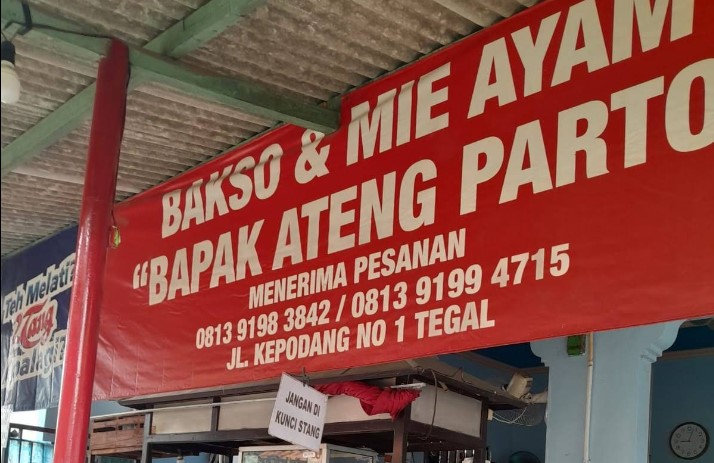 BAKSO & MIE AYAM
“BAPAK ATENG PARTO
MENERIMA PESANAN
0813 9198 3842 / 0813 9199 4715
JL. KEPODANG NO 1 TEGAL
Teh Melati
Tang
JANGAN DI
KUNCI STANG